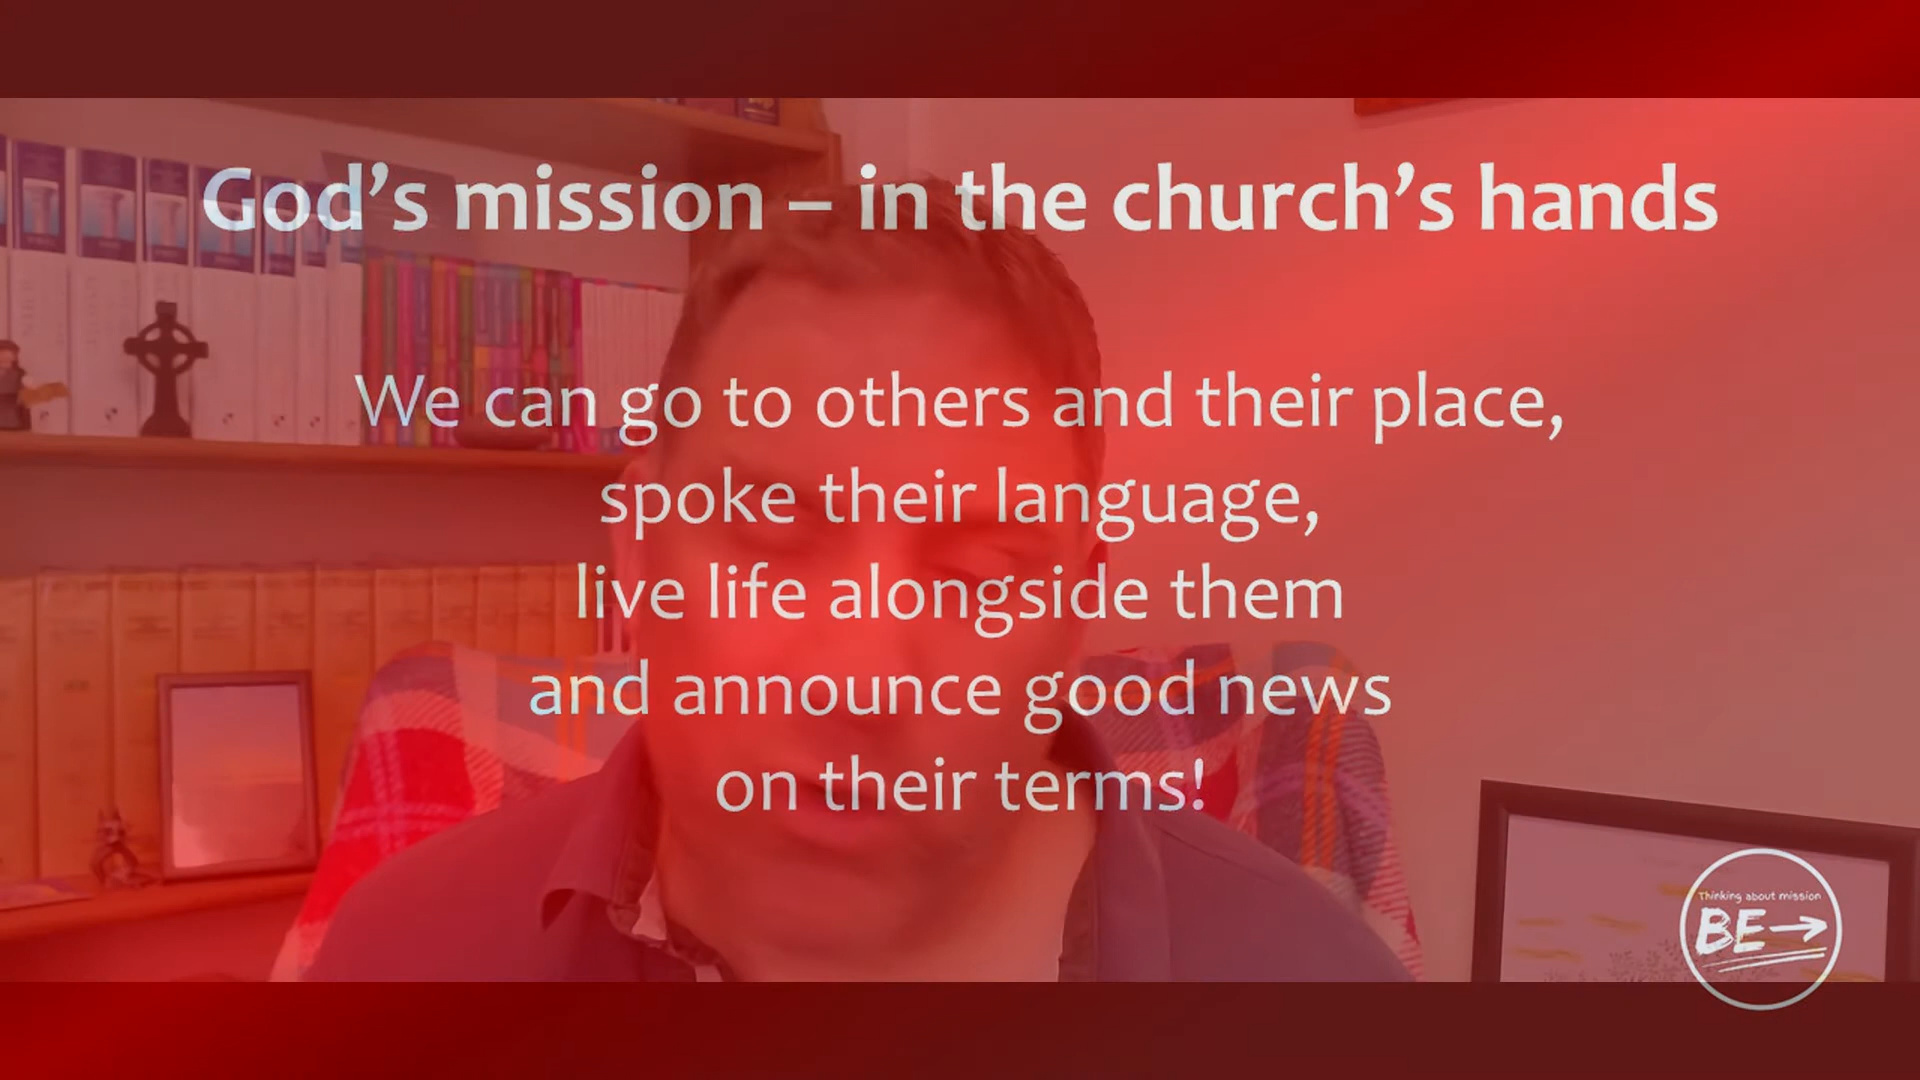 God’s mission – in the church’s hands
We can go to others and their place,
spoke their language,
live life alongside them
and announce good news
on their terms!
Thinking about mission
BE→